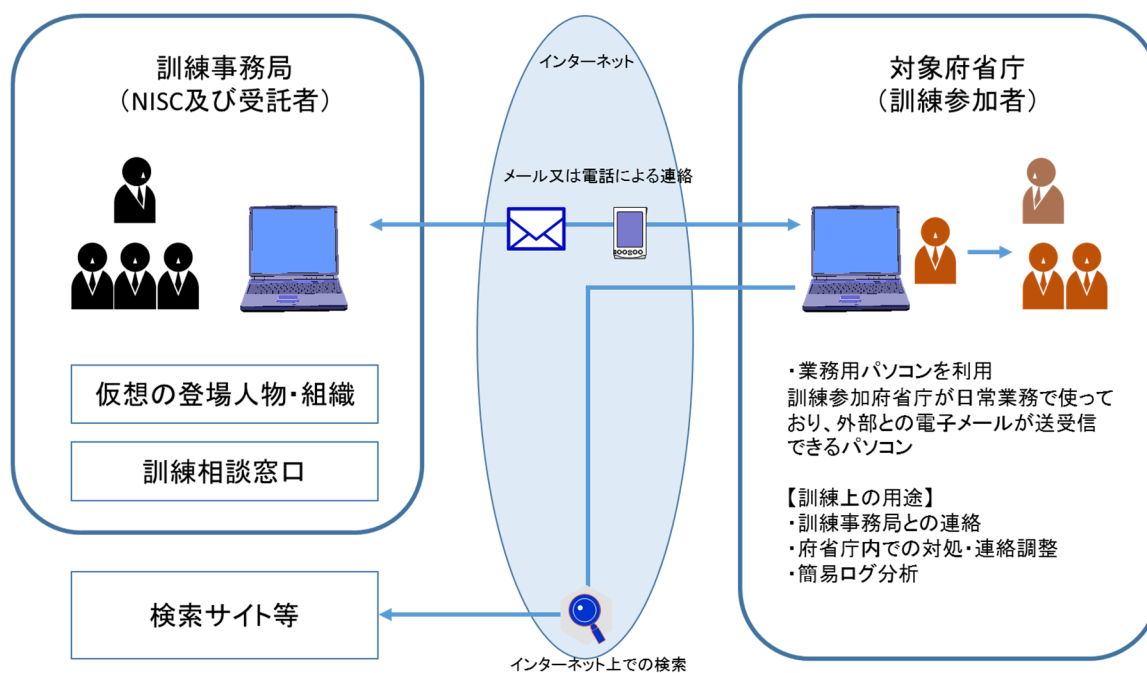 訓練事務局
（NISC及び受託者）
仮想の登場人物・組織
訓練相談窓口
検索サイト等
インターネット
メール又は電話による連絡
インターネット上での検索
対象府省庁
（訓練参加者）
・業務用パソコンを利用
訓練参加府省庁が日常業務で使って
おり、外部との電子メールが送受信
できるパソコン
【訓練上の用途】
・訓練事務局との連絡
・府省庁内での対処・連絡調整
・簡易ログ分析